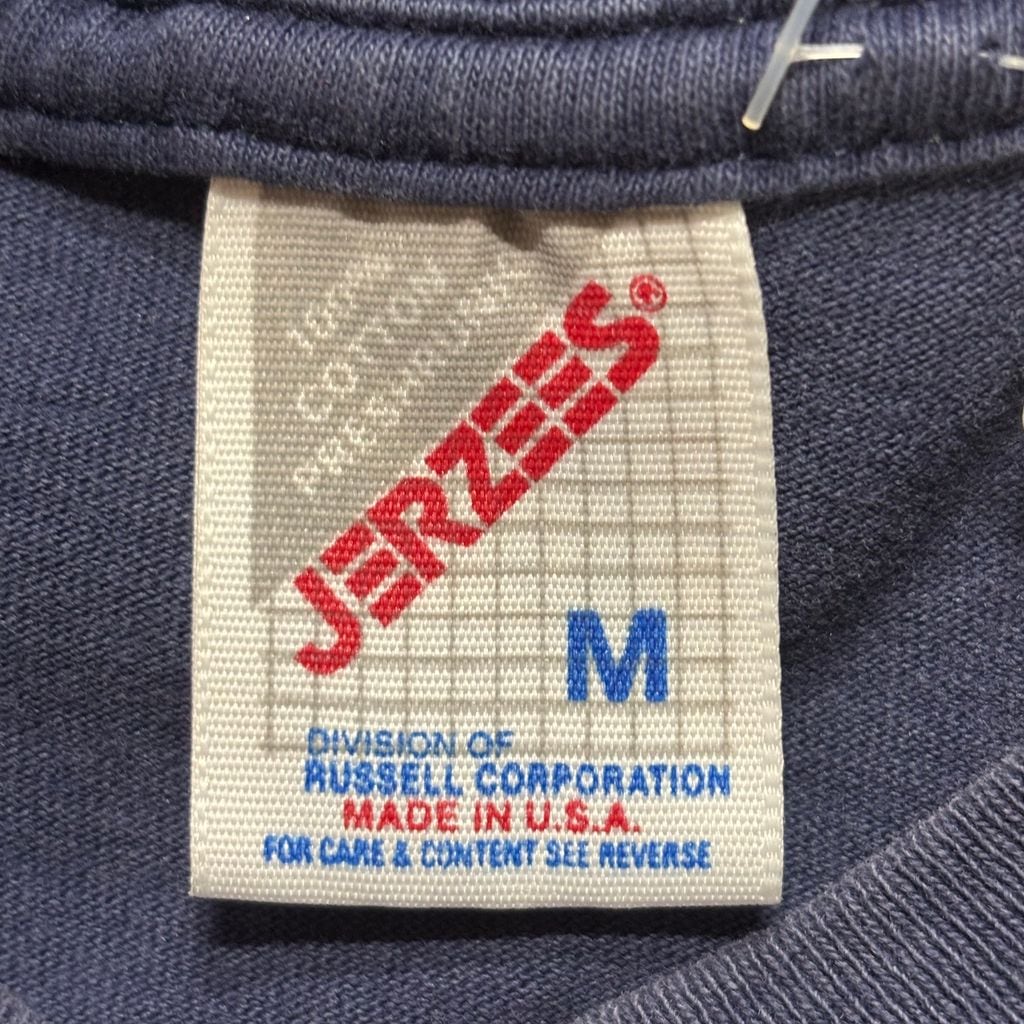 JERZEES®
M
DIVISION OF
RUSSELL CORPORATION
MADE IN U.S.A.
FOR CARE & CONTENT SEE REVERSE